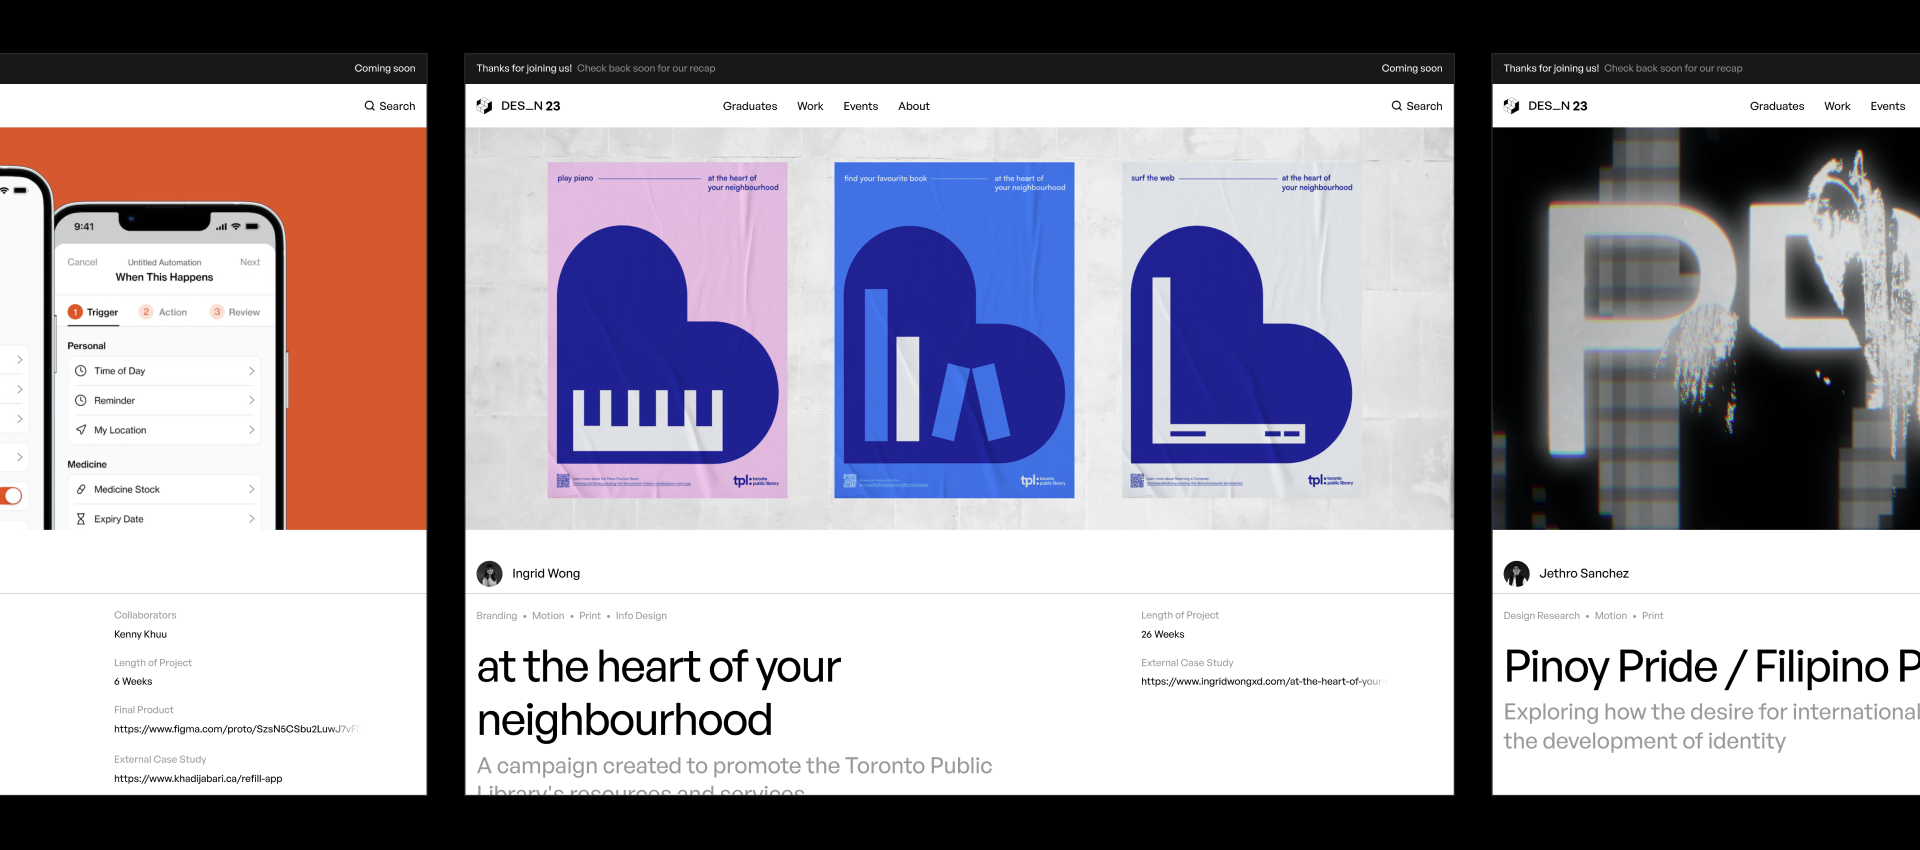 Coming soon
Search
9:41
Cancel
Untitled Automation
Next
When This Happens
1 Trigger
2 Action
3 Review
Personal
Time of Day
Reminder
My Location
Medicine
Medicine Stock
Expiry Date
Collaborators
Kenny Khuu
Length of Project
6 Weeks
Final Product
https://www.figma.com/proto/SzsN5CSbu2LuwJ7vF
External Case Study
https://www.khadijabari.ca/refill-app
Thanks for joining us! Check back soon for our recap
Coming soon
DES_N 23
Graduates
Work
Events
About
Search
play piano
at the heart of
your neighbourhood
tpl: toronto
public library
find your favourite book
at the heart of
your neighbourhood
tpl: toronto
public library
surf the web
at the heart of
your neighbourhood
tpl: toronto
public library
Ingrid Wong
Branding • Motion • Print • Info Design
at the heart of your
neighbourhood
A campaign created to promote the Toronto Public
Library's resources and services
Length of Project
26 Weeks
External Case Study
https://www.ingridwongxd.com/at-the-heart-of-your-
Thanks for joining us! Check back soon for our recap
DES_N 23
Graduates
Work
Events
Jethro Sanchez
Design Research • Motion • Print
Pinoy Pride / Filipino P
Exploring how the desire for international
the development of identity